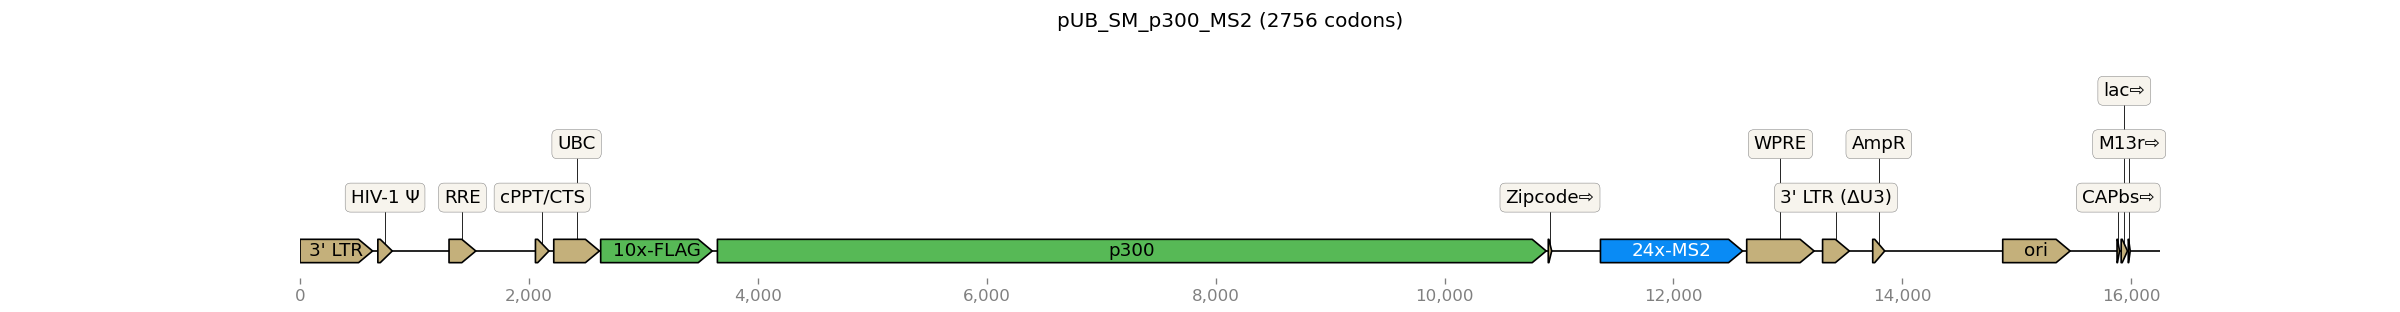 pUB_SM_p300_MS2 (2756 codons)
lac⇨
UBC
WPRE
AmpR
M13r⇨
HIV-1 Ψ
RRE
cPPT/CTS
Zipcode⇨
3' LTR (ΔU3)
CAPbs⇨
3' LTR
10x-FLAG
p300
24x-MS2
ori
0
2,000
4,000
6,000
8,000
10,000
12,000
14,000
16,000